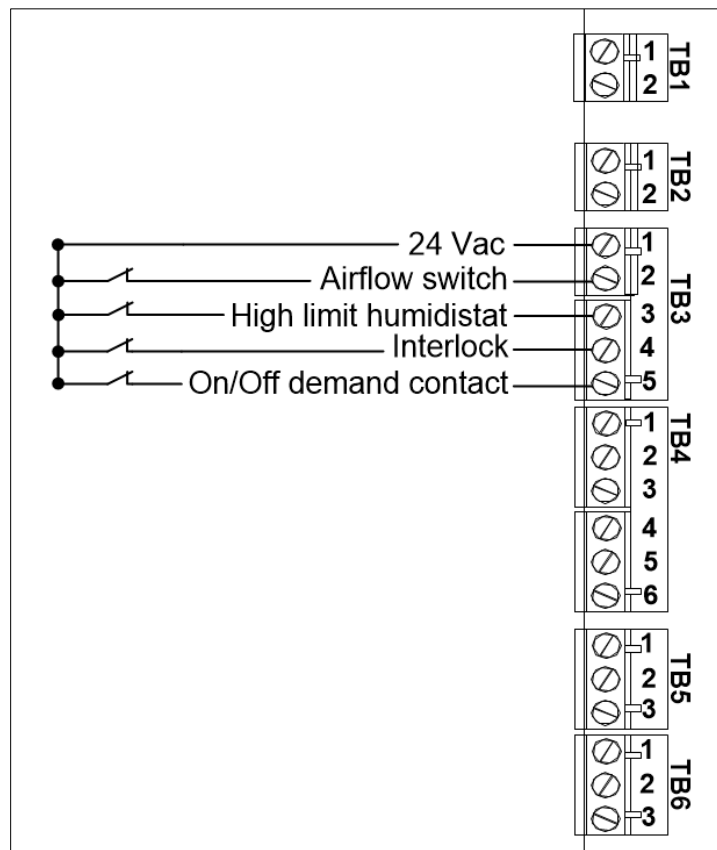 1
2
TB1
1
2
TB2
24 Vac 1
Airflow switch 2
TB3
High limit humidistat 3
Interlock 4
On/Off demand contact 5
1
TB4
2
3
4
5
6
1
2
TB5
3
1
2
TB6
3